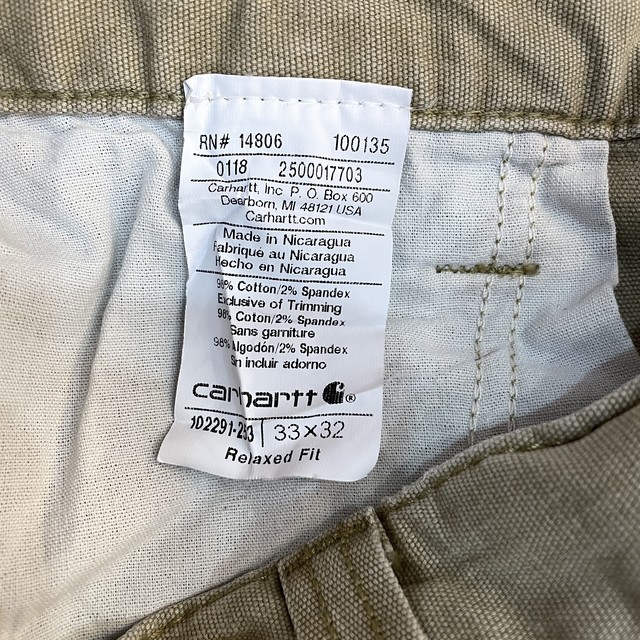 RN# 14806 100135
0118 2500017703
Carhartt, Inc P. O. Box 600
Dearborn, MI 48121 USA
Carhartt.com
Made in Nicaragua
Fabriqué au Nicaragua
Hecho en Nicaragua
98% Cotton/2% Spandex
Exclusive of Trimming
98% Coton/2% Spandex
Sans garniture
98% Algodón/2% Spandex
Sin incluir adorno
carhartt ®
102291-253 | 33x32
Relaxed Fit